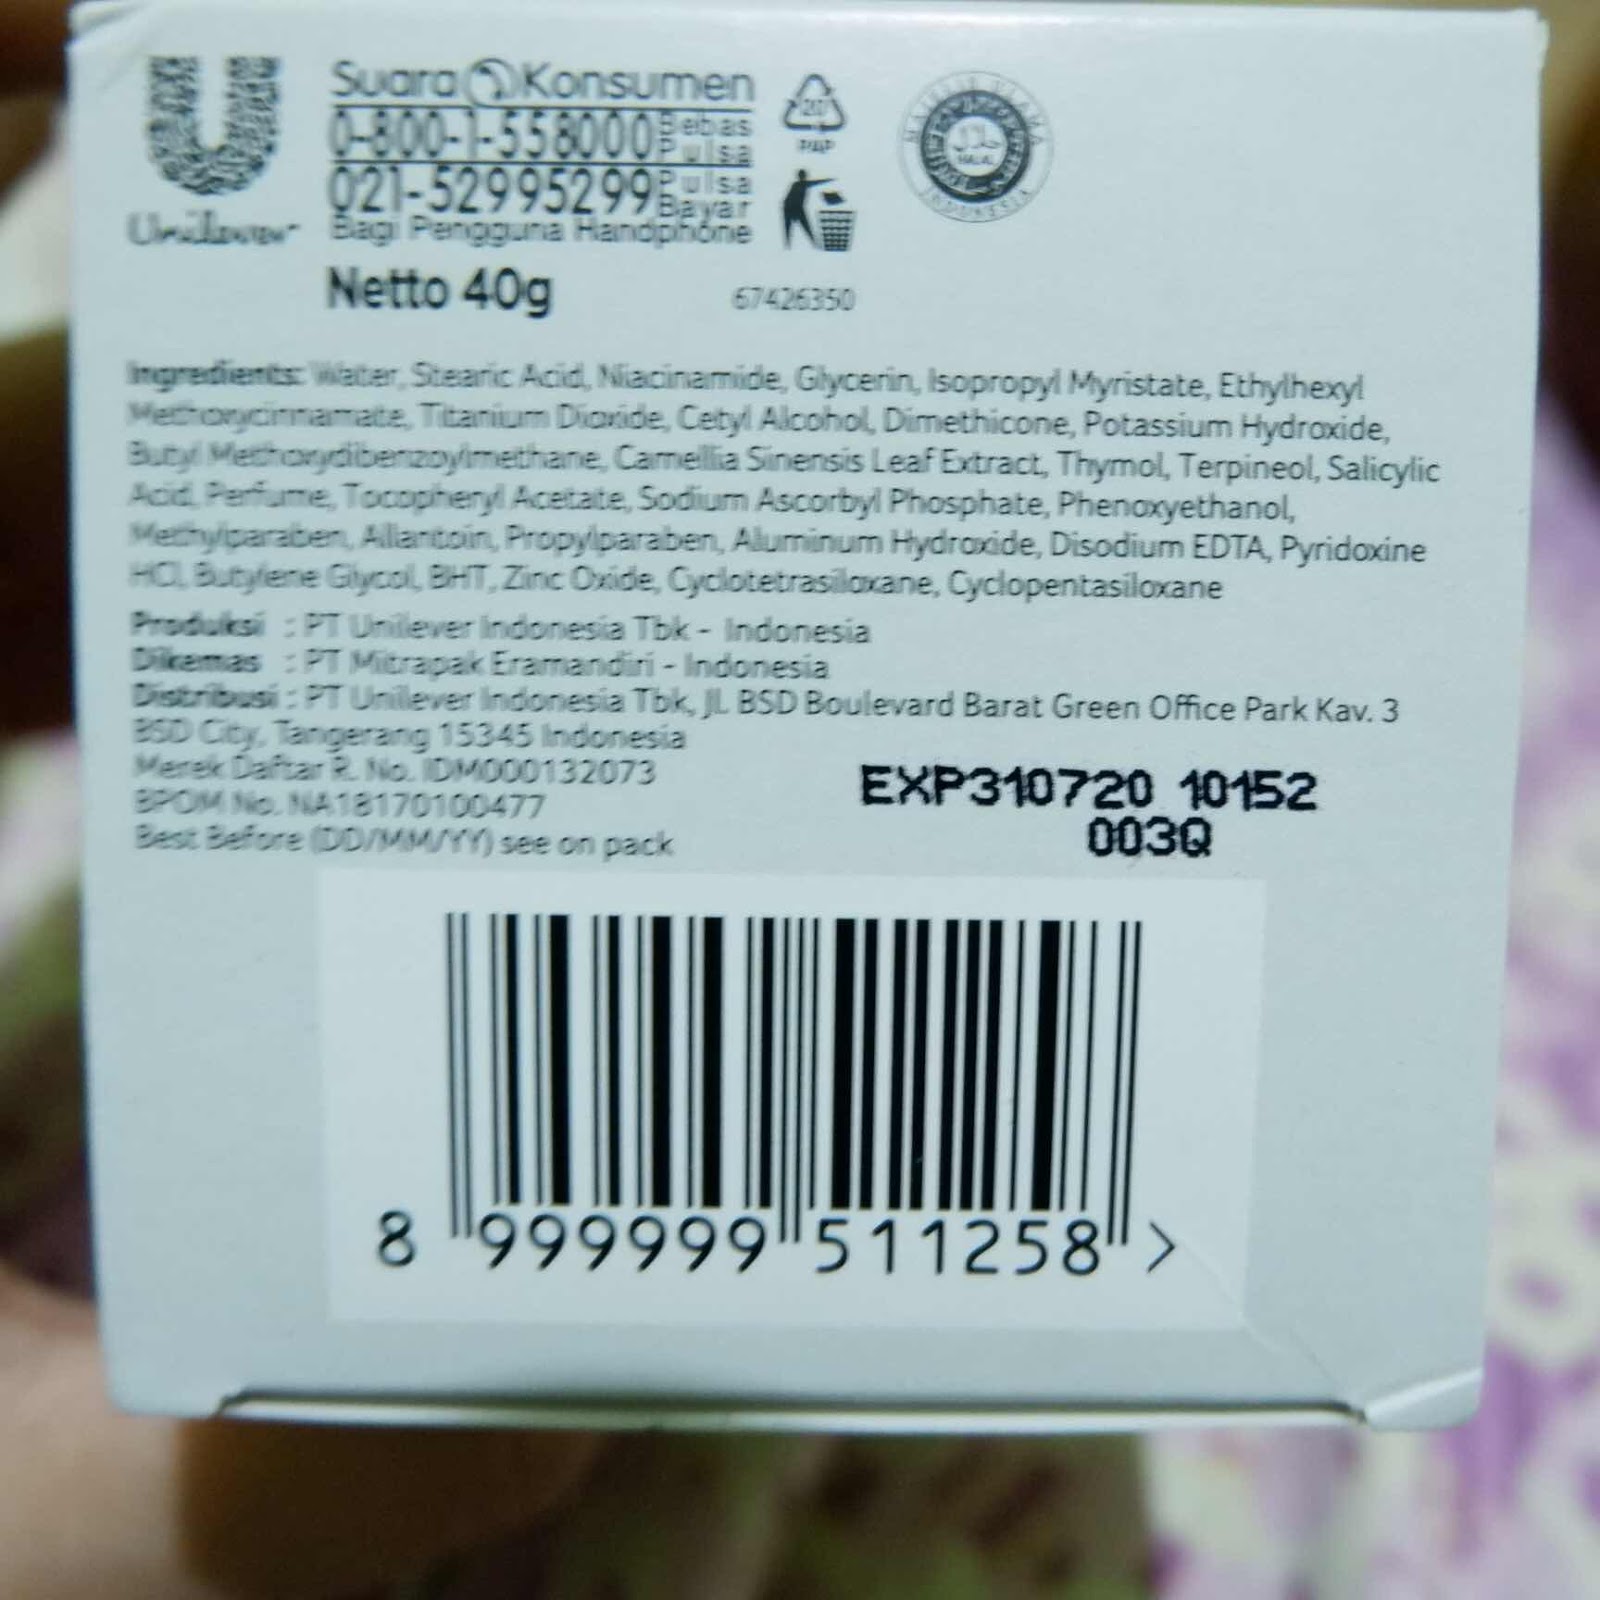 Suara Konsumen
0-800-1-558000 Bebas Pulsa
021-52995299 Pulsa Bayar
Bagi Pengguna Handphone
Unilever
20
PAP
MAJELIS ULAMA
HALAL
INDONESIA
Netto 40g
67426350
Ingredients: Water, Stearic Acid, Niacinamide, Glycerin, Isopropyl Myristate, Ethylhexyl
Methoxycinnamate, Titanium Dioxide, Cetyl Alcohol, Dimethicone, Potassium Hydroxide,
Butyl Methoxydibenzoylmethane, Camellia Sinensis Leaf Extract, Thymol, Terpineol, Salicylic
Acid, Perfume, Tocopheryl Acetate, Sodium Ascorbyl Phosphate, Phenoxyethanol,
Methylparaben, Allantoin, Propylparaben, Aluminum Hydroxide, Disodium EDTA, Pyridoxine
HCl, Butylene Glycol, BHT, Zinc Oxide, Cyclotetrasiloxane, Cyclopentasiloxane
Produksi : PT Unilever Indonesia Tbk - Indonesia
Dikemas : PT Mitrapak Eramandiri - Indonesia
Distribusi : PT Unilever Indonesia Tbk, Jl. BSD Boulevard Barat Green Office Park Kav. 3
BSD City, Tangerang 15345 Indonesia
Merek Daftar R. No. IDM000132073
BPOM No. NA18170100477
Best Before (DD/MM/YY) see on pack
EXP310720 10152
003Q
8 999999 511258 >